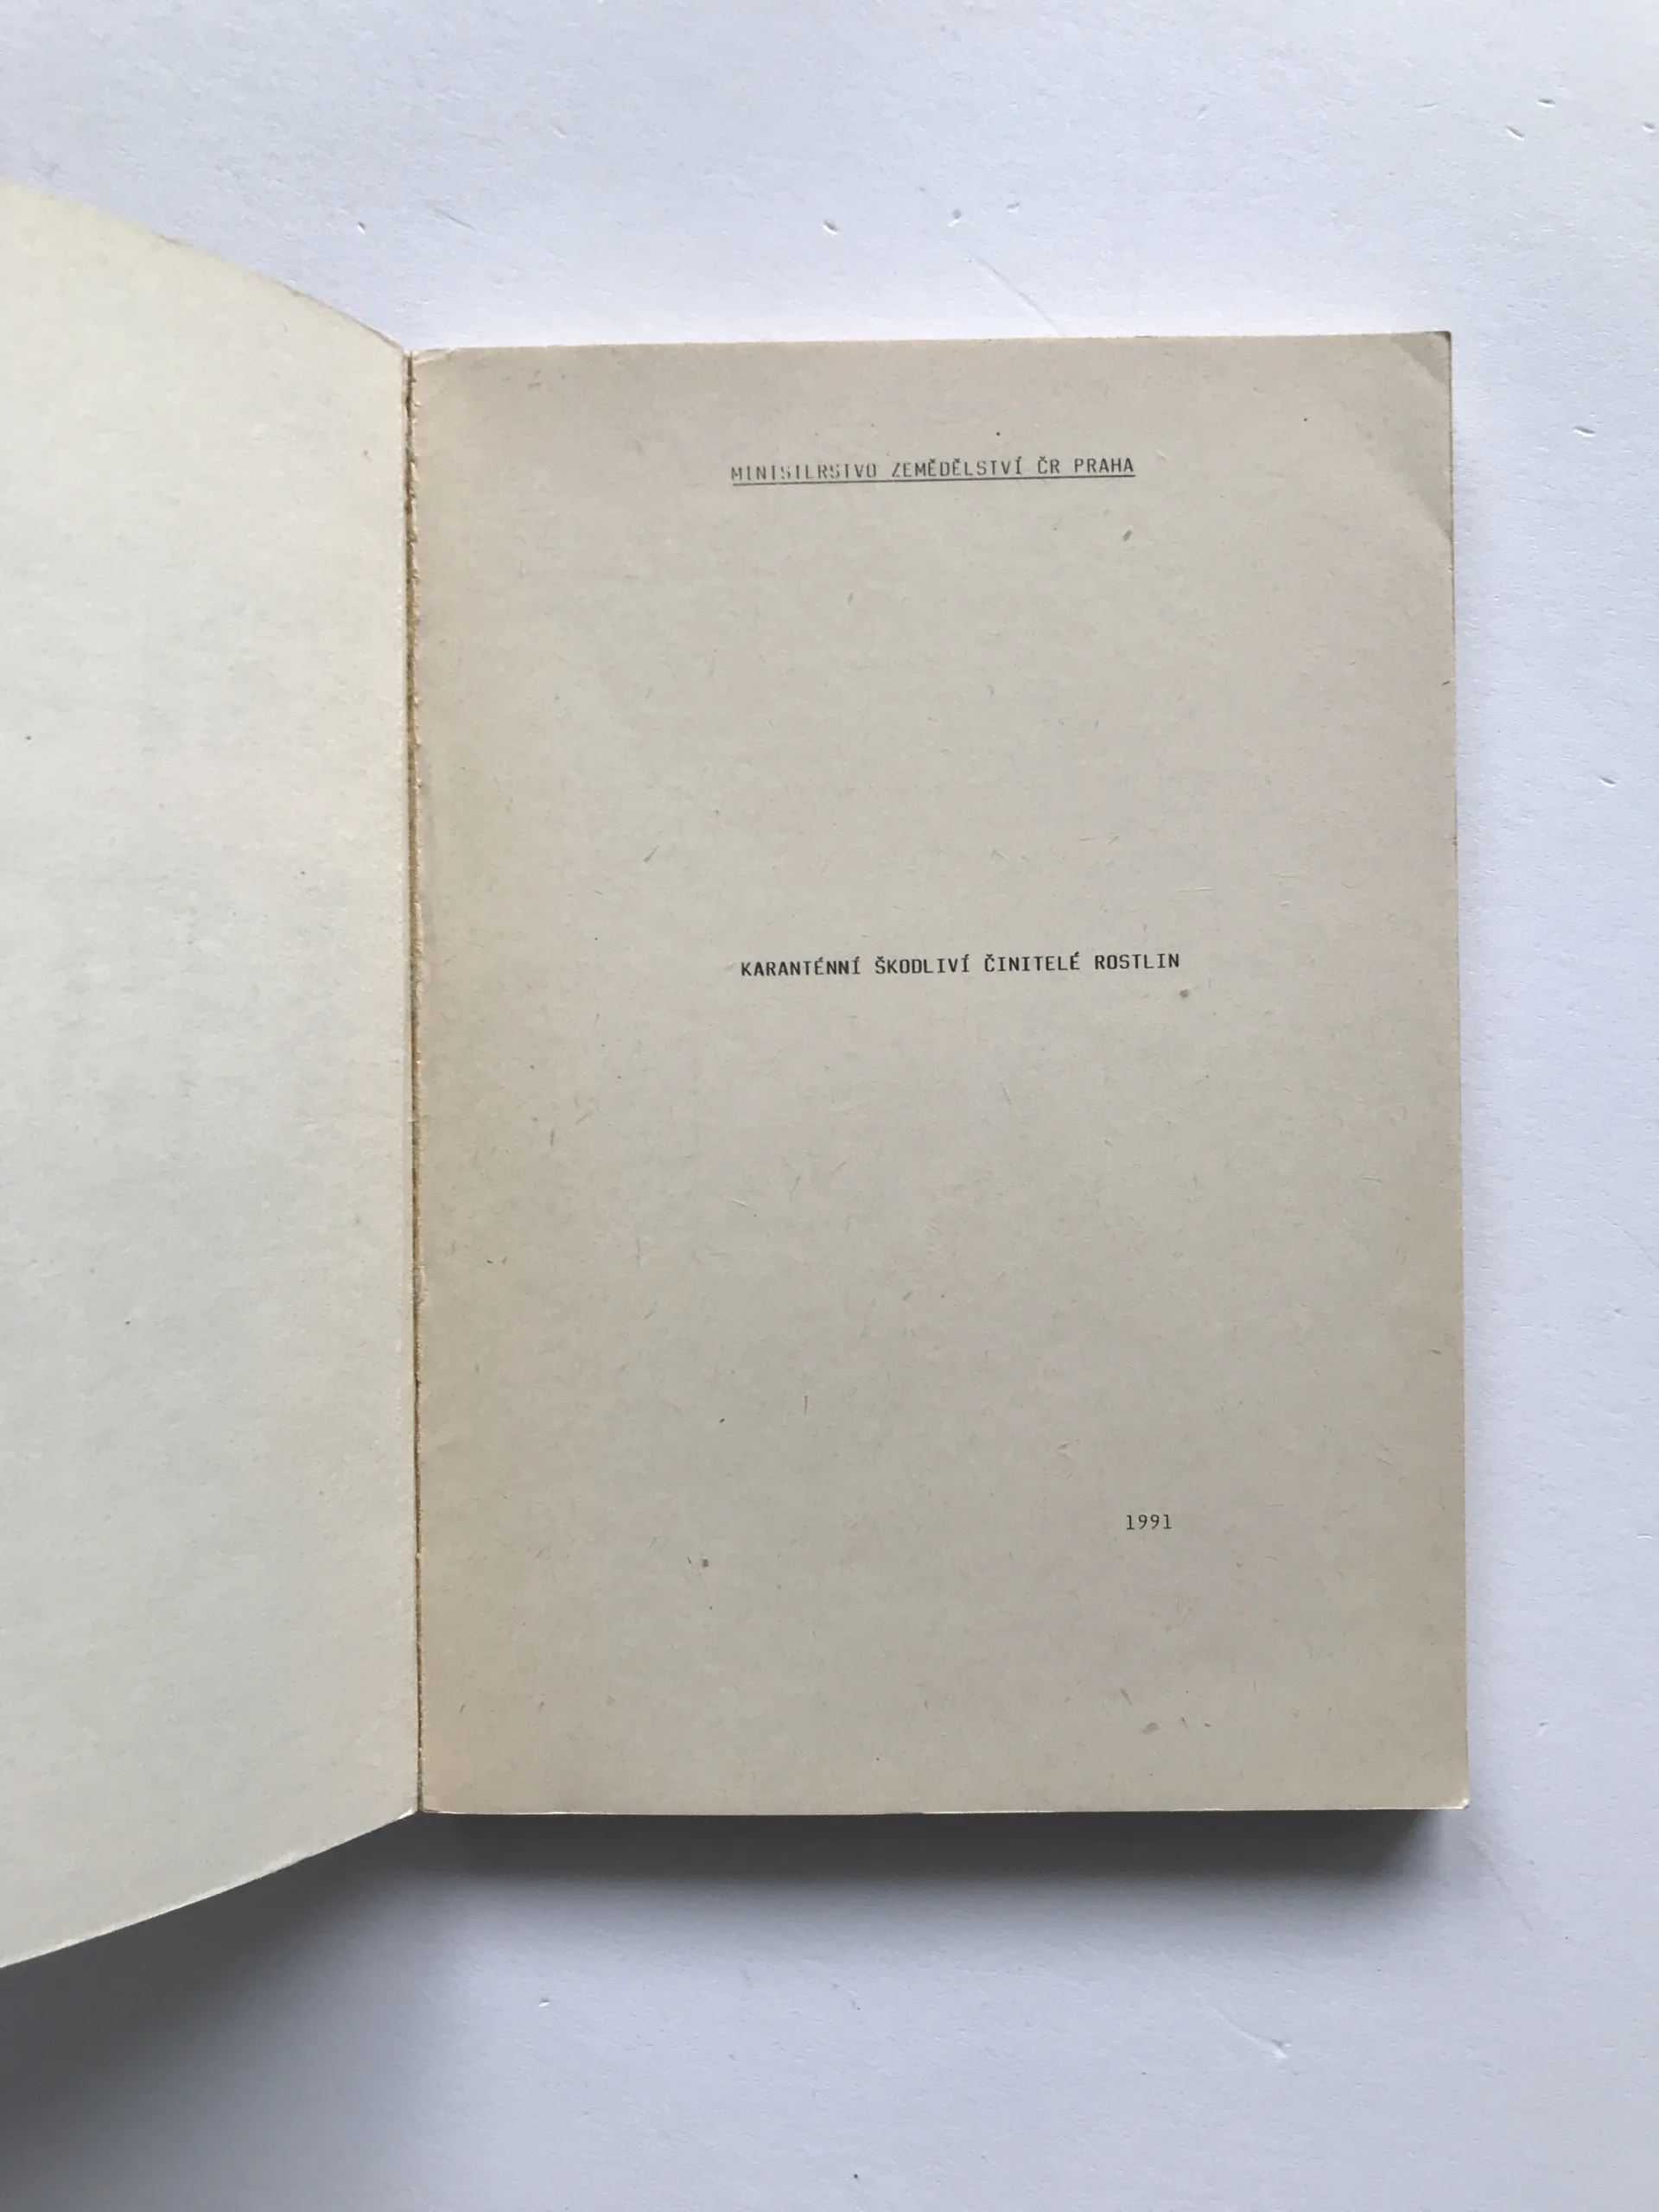 MINISTERSTVO ZEMĚDĚLSTVÍ ČR PRAHA
KARANTÉNNÍ ŠKODLIVÍ ČINITELÉ ROSTLIN
1991